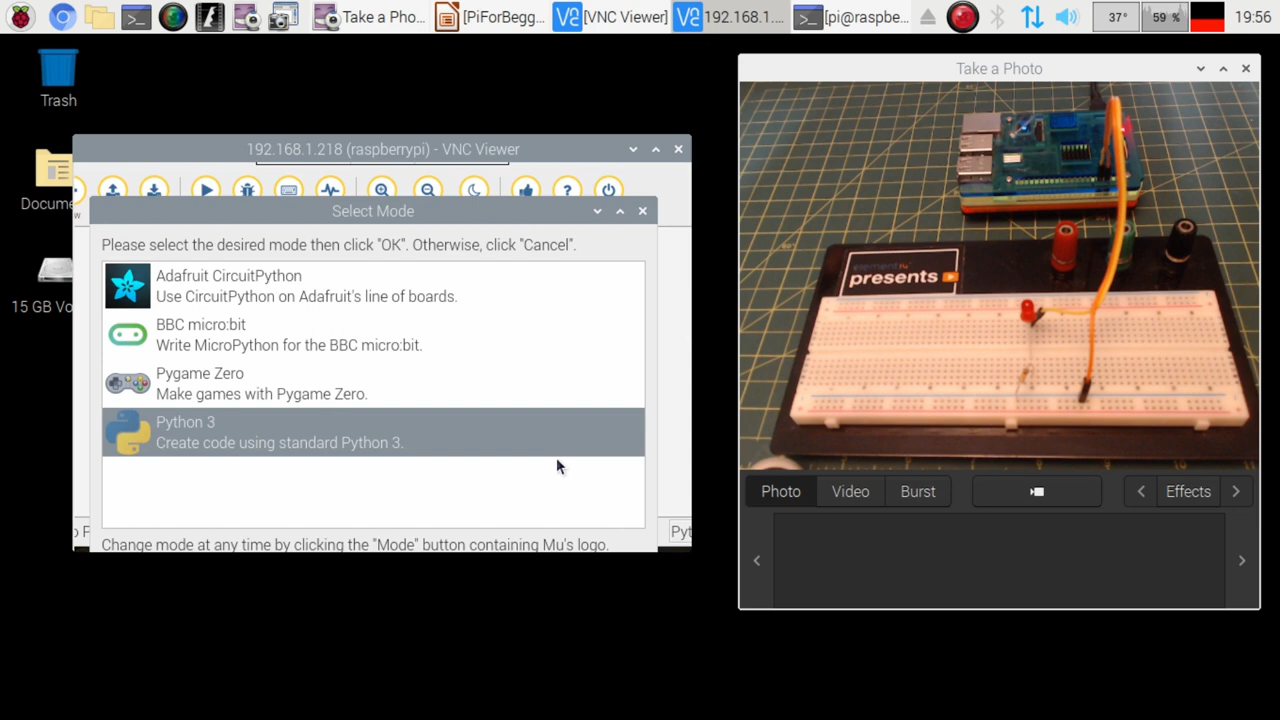 Take a Pho...
[PiForBegg...
[VNC Viewer]
192.168.1....
[pi@raspbe...
37°
59 %
19:56
Trash
Docume
15 GB Vo
192.168.1.218 (raspberrypi) - VNC Viewer
Select Mode
Please select the desired mode then click "OK". Otherwise, click "Cancel".
Adafruit CircuitPython
Use CircuitPython on Adafruit's line of boards.
BBC micro:bit
Write MicroPython for the BBC micro:bit.
Pygame Zero
Make games with Pygame Zero.
Python 3
Create code using standard Python 3.
Change mode at any time by clicking the "Mode" button containing Mu's logo.
Pyt
Take a Photo
element14
presents
Photo
Video
Burst
Effects